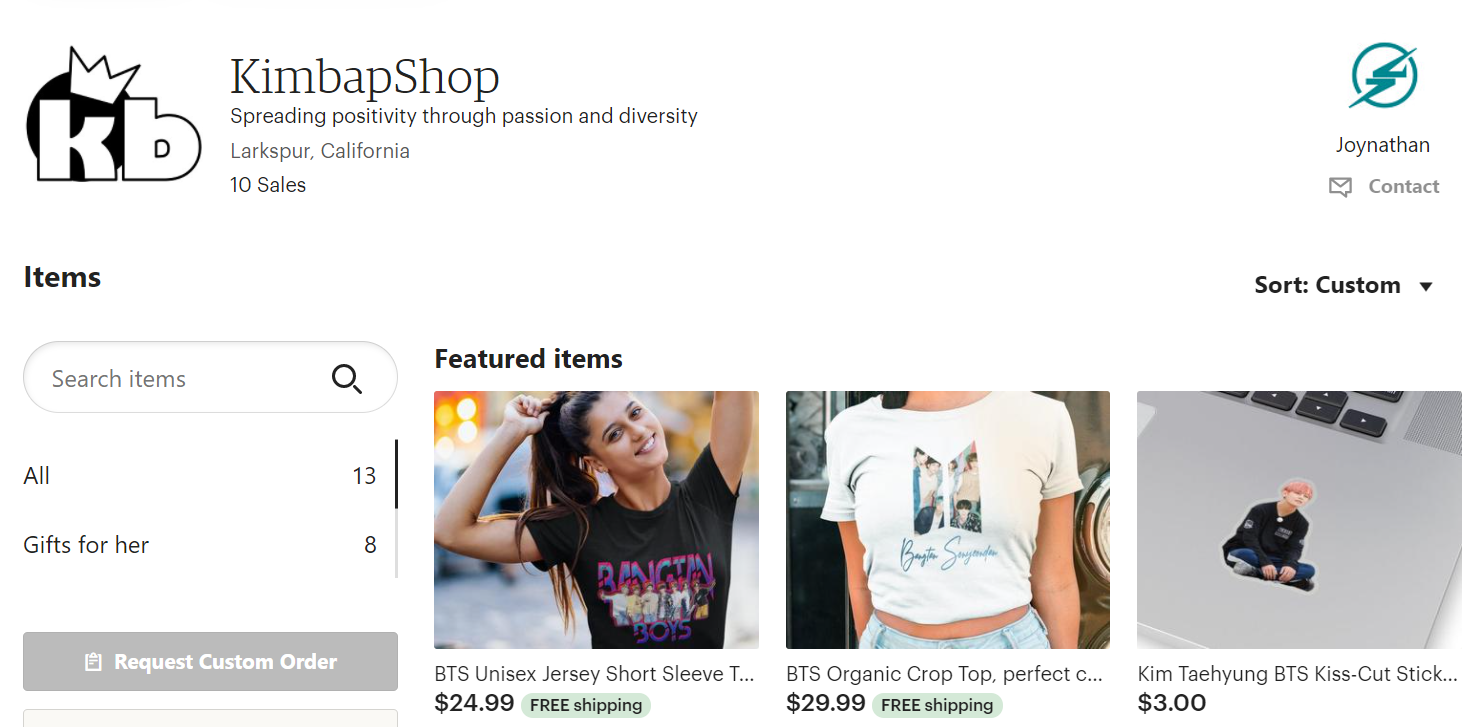 kb
KimbapShop
Spreading positivity through passion and diversity
Larkspur, California
10 Sales
Joynathan
Contact
Items
Sort: Custom
Search items
All 13
Gifts for her 8
Request Custom Order
Featured items
BANGTAN
BOYS
Bangtan Sonyeondan
BTS Unisex Jersey Short Sleeve T...
$24.99 FREE shipping
BTS Organic Crop Top, perfect c...
$29.99 FREE shipping
Kim Taehyung BTS Kiss-Cut Stick...
$3.00